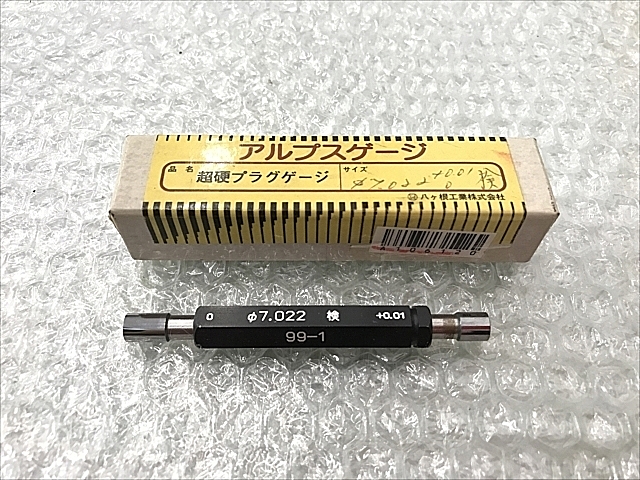 アルプスゲージ
品名 超硬プラグゲージ サイズ φ7.022 +0.01 0 検
八ヶ根工業株式会社
0 φ7.022 検 +0.01
99-1